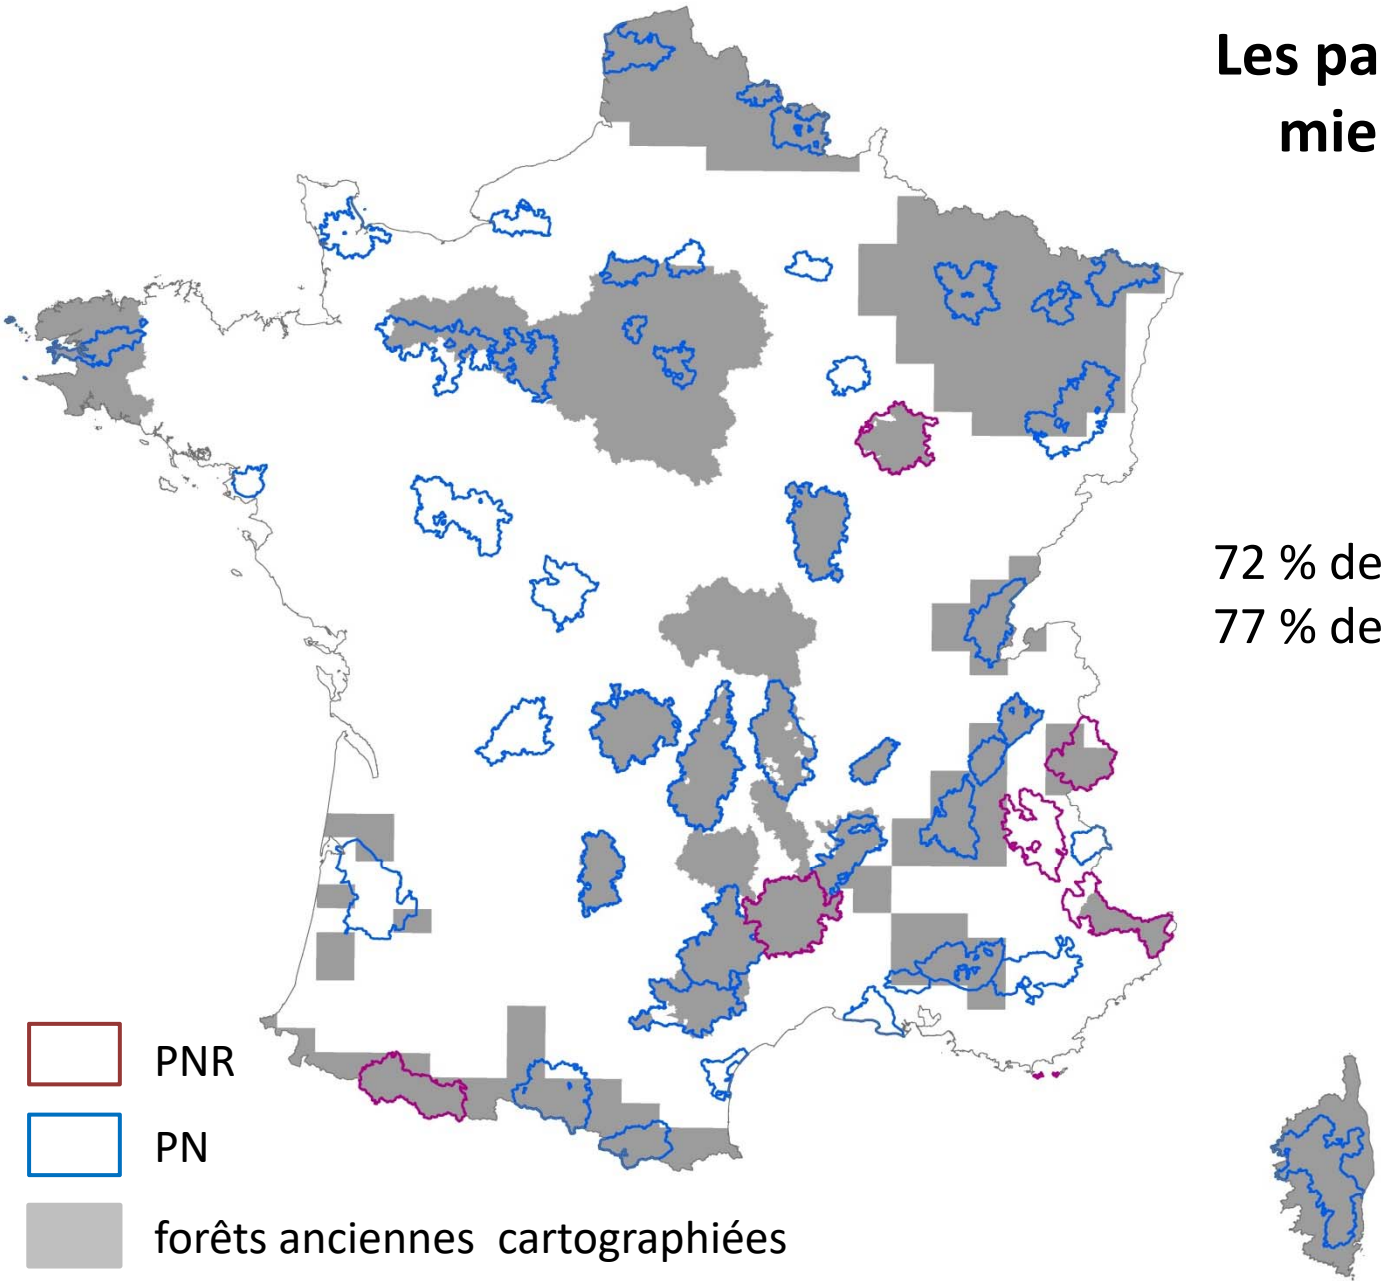 Les pa
mie
72 % de
77 % de
PNR
PN
forêts anciennes cartographiées